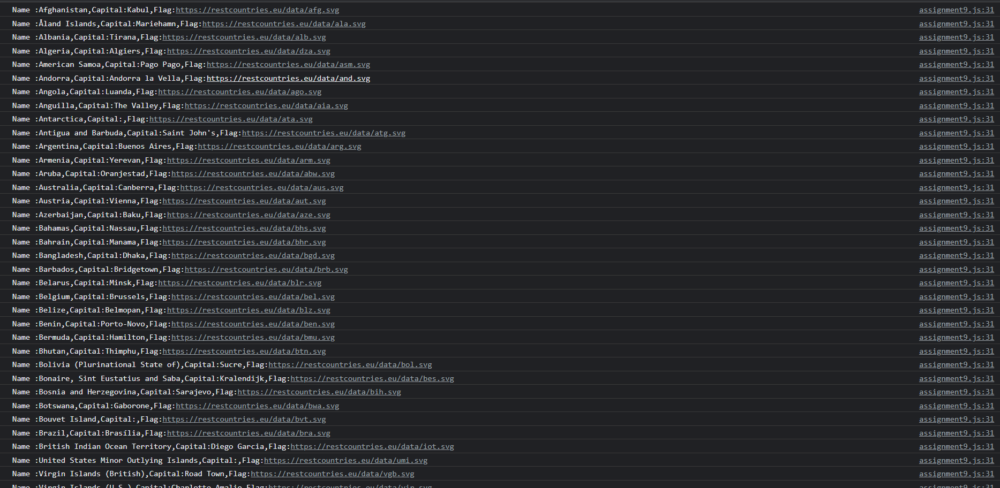 Name :Afghanistan,Capital:Kabul,Flag:https://restcountries.eu/data/afg.svg assignment9.js:31
Name :Åland Islands,Capital:Mariehamn,Flag:https://restcountries.eu/data/ala.svg assignment9.js:31
Name :Albania,Capital:Tirana,Flag:https://restcountries.eu/data/alb.svg assignment9.js:31
Name :Algeria,Capital:Algiers,Flag:https://restcountries.eu/data/dza.svg assignment9.js:31
Name :American Samoa,Capital:Pago Pago,Flag:https://restcountries.eu/data/asm.svg assignment9.js:31
Name :Andorra,Capital:Andorra la Vella,Flag:https://restcountries.eu/data/and.svg assignment9.js:31
Name :Angola,Capital:Luanda,Flag:https://restcountries.eu/data/ago.svg assignment9.js:31
Name :Anguilla,Capital:The Valley,Flag:https://restcountries.eu/data/aia.svg assignment9.js:31
Name :Antarctica,Capital:,Flag:https://restcountries.eu/data/ata.svg assignment9.js:31
Name :Antigua and Barbuda,Capital:Saint John's,Flag:https://restcountries.eu/data/atg.svg assignment9.js:31
Name :Argentina,Capital:Buenos Aires,Flag:https://restcountries.eu/data/arg.svg assignment9.js:31
Name :Armenia,Capital:Yerevan,Flag:https://restcountries.eu/data/arm.svg assignment9.js:31
Name :Aruba,Capital:Oranjestad,Flag:https://restcountries.eu/data/abw.svg assignment9.js:31
Name :Australia,Capital:Canberra,Flag:https://restcountries.eu/data/aus.svg assignment9.js:31
Name :Austria,Capital:Vienna,Flag:https://restcountries.eu/data/aut.svg assignment9.js:31
Name :Azerbaijan,Capital:Baku,Flag:https://restcountries.eu/data/aze.svg assignment9.js:31
Name :Bahamas,Capital:Nassau,Flag:https://restcountries.eu/data/bhs.svg assignment9.js:31
Name :Bahrain,Capital:Manama,Flag:https://restcountries.eu/data/bhr.svg assignment9.js:31
Name :Bangladesh,Capital:Dhaka,Flag:https://restcountries.eu/data/bgd.svg assignment9.js:31
Name :Barbados,Capital:Bridgetown,Flag:https://restcountries.eu/data/brb.svg assignment9.js:31
Name :Belarus,Capital:Minsk,Flag:https://restcountries.eu/data/blr.svg assignment9.js:31
Name :Belgium,Capital:Brussels,Flag:https://restcountries.eu/data/bel.svg assignment9.js:31
Name :Belize,Capital:Belmopan,Flag:https://restcountries.eu/data/blz.svg assignment9.js:31
Name :Benin,Capital:Porto-Novo,Flag:https://restcountries.eu/data/ben.svg assignment9.js:31
Name :Bermuda,Capital:Hamilton,Flag:https://restcountries.eu/data/bmu.svg assignment9.js:31
Name :Bhutan,Capital:Thimphu,Flag:https://restcountries.eu/data/btn.svg assignment9.js:31
Name :Bolivia (Plurinational State of),Capital:Sucre,Flag:https://restcountries.eu/data/bol.svg assignment9.js:31
Name :Bonaire, Sint Eustatius and Saba,Capital:Kralendijk,Flag:https://restcountries.eu/data/bes.svg assignment9.js:31
Name :Bosnia and Herzegovina,Capital:Sarajevo,Flag:https://restcountries.eu/data/bih.svg assignment9.js:31
Name :Botswana,Capital:Gaborone,Flag:https://restcountries.eu/data/bwa.svg assignment9.js:31
Name :Bouvet Island,Capital:,Flag:https://restcountries.eu/data/bvt.svg assignment9.js:31
Name :Brazil,Capital:Brasília,Flag:https://restcountries.eu/data/bra.svg assignment9.js:31
Name :British Indian Ocean Territory,Capital:Diego Garcia,Flag:https://restcountries.eu/data/iot.svg assignment9.js:31
Name :United States Minor Outlying Islands,Capital:,Flag:https://restcountries.eu/data/umi.svg assignment9.js:31
Name :Virgin Islands (British),Capital:Road Town,Flag:https://restcountries.eu/data/vgb.svg assignment9.js:31
Name :Virgin Islands (U.S.),Capital:Charlotte Amalie,Flag:https://restcountries.eu/data/vir.svg assignment9.js:31